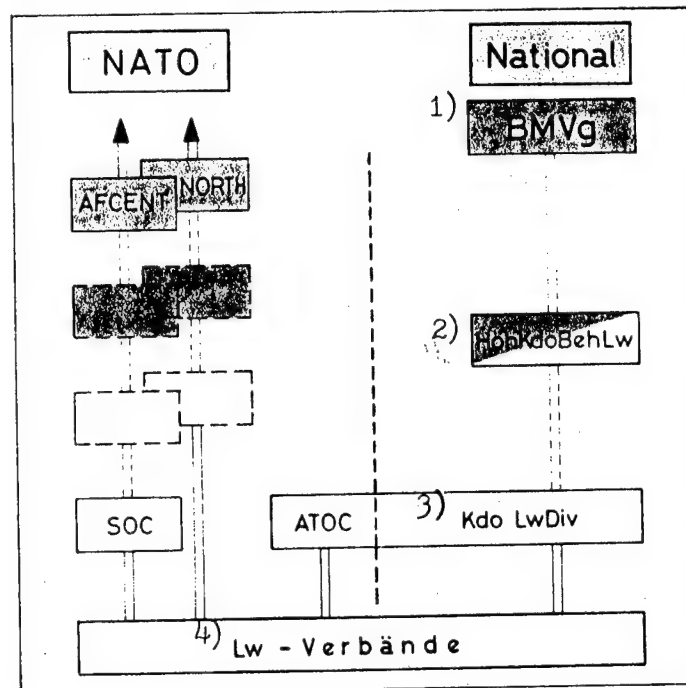 NATO
National
1)
BMVg
AFCENT
NORTH
2)
HöhKdoBehLw
SOC
ATOC
3) Kdo LwDiv
4) Lw - Verbände